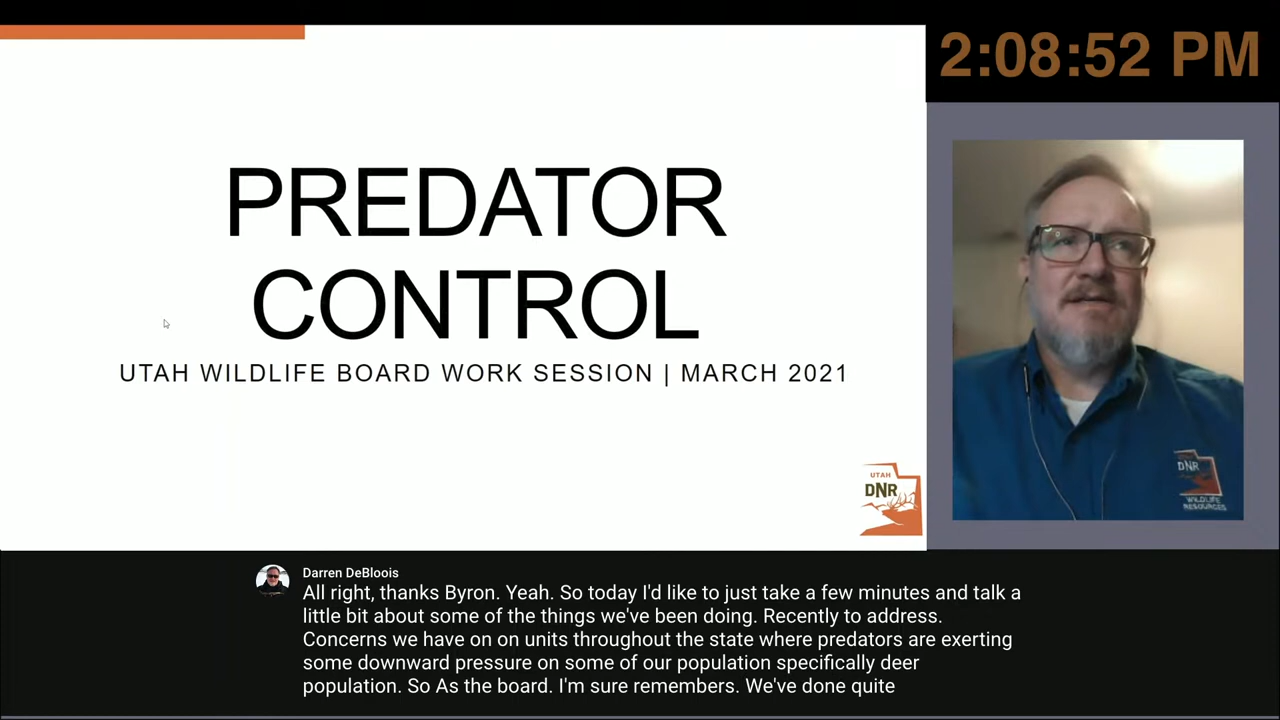 2:08:52 PM
PREDATOR
CONTROL
UTAH WILDLIFE BOARD WORK SESSION | MARCH 2021
UTAH
DNR
DNR
WILDLIFE
RESOURCES
Darren DeBloois
All right, thanks Byron. Yeah. So today I'd like to just take a few minutes and talk a
little bit about some of the things we've been doing. Recently to address.
Concerns we have on on units throughout the state where predators are exerting
some downward pressure on some of our population specifically deer
population. So As the board. I'm sure remembers. We've done quite